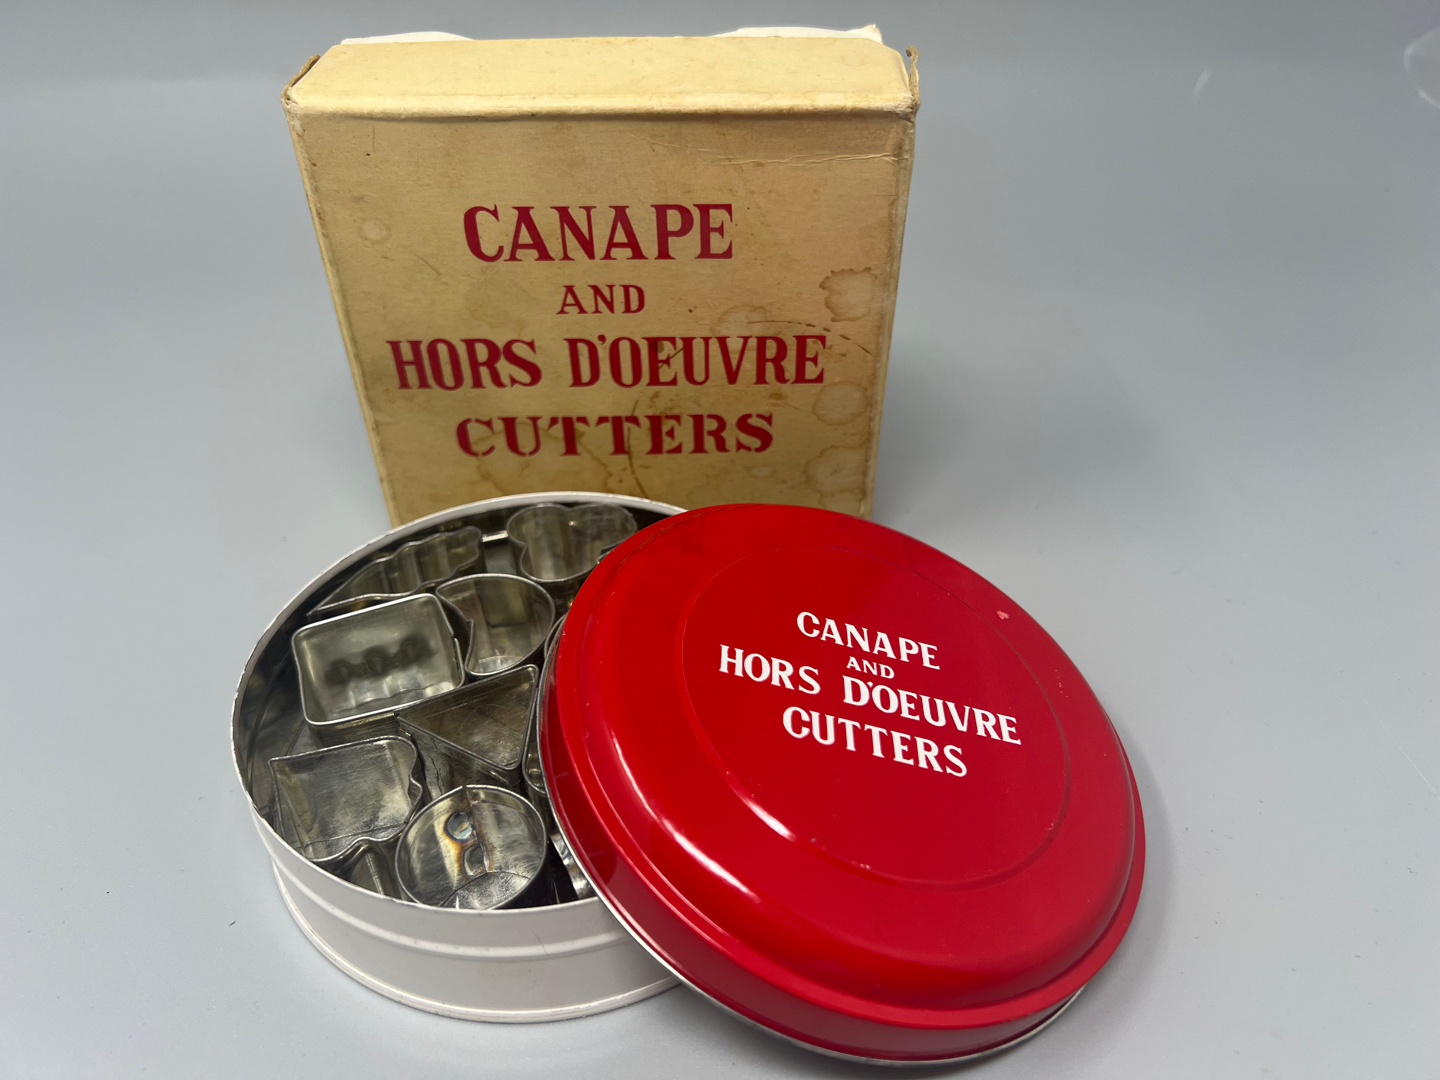 CANAPE
AND
HORS D'OEUVRE
CUTTERS
CANAPE
AND
HORS D'OEUVRE
CUTTERS